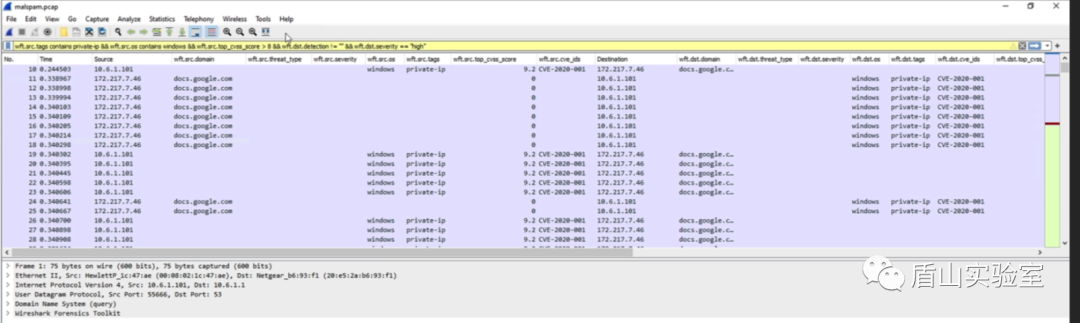 malspam.pcap
File Edit View Go Capture Analyze Statistics Telephony Wireless Tools Help
wft.src.tags contains private-ip && wft.src.os contains windows && wft.src.top_cvss_score > 8 && wft.dst.detection != "" && wft.dst.severity == "high"
No. Time Source wft.src.domain wft.src.threat_type wft.src.severity wft.src.os wft.src.tags wft.src.top_cvss_score wft.src.cve_ids Destination wft.dst.domain wft.dst.threat_type wft.dst.severity wft.dst.os wft.dst.tags wft.dst.cve_ids wft.dst.top_cvss_
10 0.244503 10.6.1.101 windows private-ip 9.2 CVE-2020-001 172.217.7.46 docs.google.c…
11 0.338967 172.217.7.46 docs.google.com 0 10.6.1.101 windows private-ip CVE-2020-001
12 0.338998 172.217.7.46 docs.google.com 0 10.6.1.101 windows private-ip CVE-2020-001
13 0.339994 172.217.7.46 docs.google.com 0 10.6.1.101 windows private-ip CVE-2020-001
14 0.340103 172.217.7.46 docs.google.com 0 10.6.1.101 windows private-ip CVE-2020-001
15 0.340109 172.217.7.46 docs.google.com 0 10.6.1.101 windows private-ip CVE-2020-001
16 0.340205 172.217.7.46 docs.google.com 0 10.6.1.101 windows private-ip CVE-2020-001
17 0.340214 172.217.7.46 docs.google.com 0 10.6.1.101 windows private-ip CVE-2020-001
18 0.340298 172.217.7.46 docs.google.com 0 10.6.1.101 windows private-ip CVE-2020-001
19 0.340302 10.6.1.101 windows private-ip 9.2 CVE-2020-001 172.217.7.46 docs.google.c…
20 0.340395 10.6.1.101 windows private-ip 9.2 CVE-2020-001 172.217.7.46 docs.google.c…
21 0.340445 10.6.1.101 windows private-ip 9.2 CVE-2020-001 172.217.7.46 docs.google.c…
22 0.340598 10.6.1.101 windows private-ip 9.2 CVE-2020-001 172.217.7.46 docs.google.c…
23 0.340606 10.6.1.101 windows private-ip 9.2 CVE-2020-001 172.217.7.46 docs.google.c…
24 0.340641 172.217.7.46 docs.google.com 0 10.6.1.101 windows private-ip CVE-2020-001
25 0.340667 172.217.7.46 docs.google.com 0 10.6.1.101 windows private-ip CVE-2020-001
26 0.340700 10.6.1.101 windows private-ip 9.2 CVE-2020-001 172.217.7.46 docs.google.c…
27 0.340898 10.6.1.101 windows private-ip 9.2 CVE-2020-001 172.217.7.46 docs.google.c…
28 0.340908 10.6.1.101 windows private-ip 9.2 CVE-2020-001 172.217.7.46 docs.google.c…
Frame 1: 75 bytes on wire (600 bits), 75 bytes captured (600 bits)
Ethernet II, Src: HewlettP_1c:47:ae (00:08:02:1c:47:ae), Dst: Netgear_b6:93:f1 (20:e5:2a:b6:93:f1)
Internet Protocol Version 4, Src: 10.6.1.101, Dst: 10.6.1.1
User Datagram Protocol, Src Port: 55666, Dst Port: 53
Domain Name System (query)
Wireshark Forensics Toolkit
盾山实验室